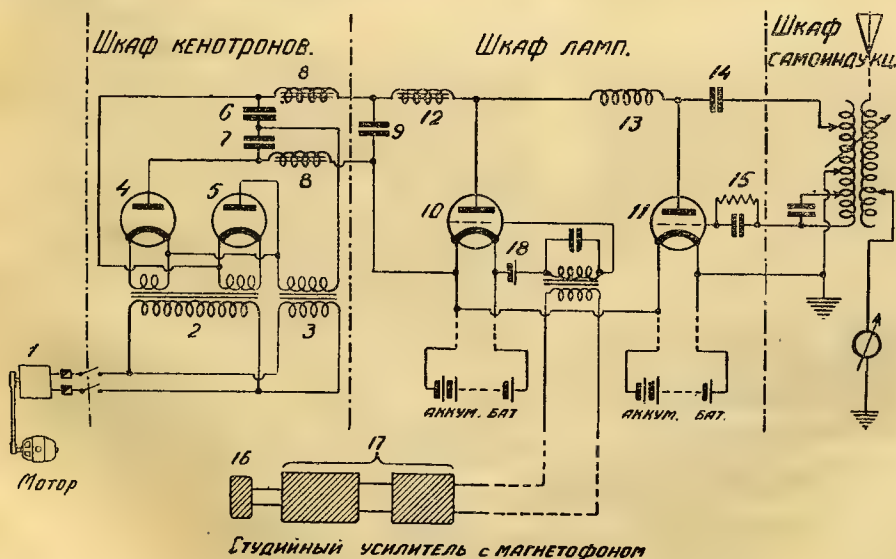 Шкаф кенотронов.
Шкаф ламп.
Шкаф
самоиндукц.
8
14
6
12
13
7
9
8
15
4
5
10
11
18
2
3
1
А
Аккум. бат
Аккум. бат.
Мотор
16
17
Студийный усилитель с магнетофоном